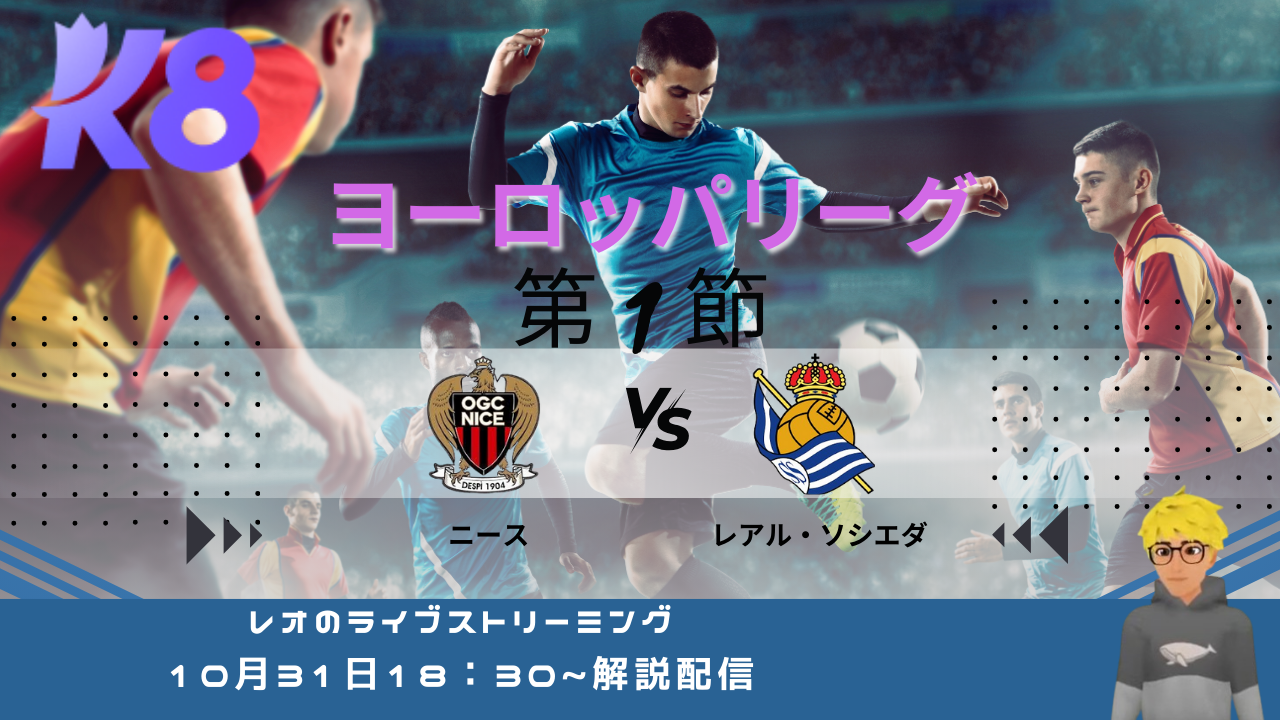 K8
ヨーロッパリーグ
第1節
OGC
NICE
DESPI 1904
VS
ニース
レアル・ソシエダ
レオのライブストリーミング
10月31日18：30~解説配信